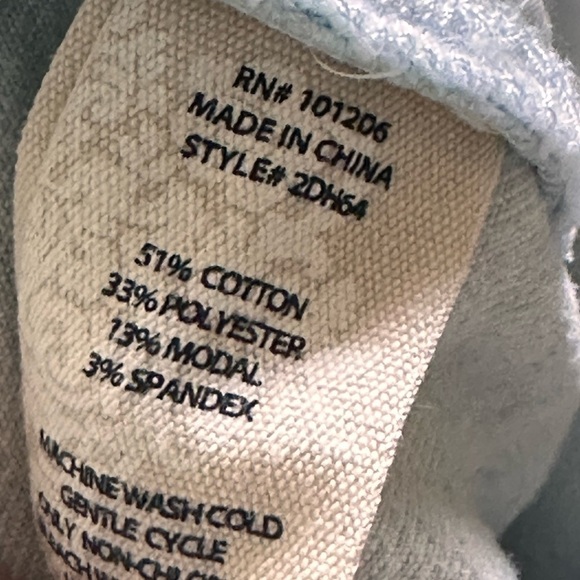 RN# 101206
MADE IN CHINA
STYLE# 2DH64
51% COTTON
33% POLYESTER
13% MODAL
3% SPANDEX
MACHINE WASH COLD
GENTLE CYCLE
ONLY